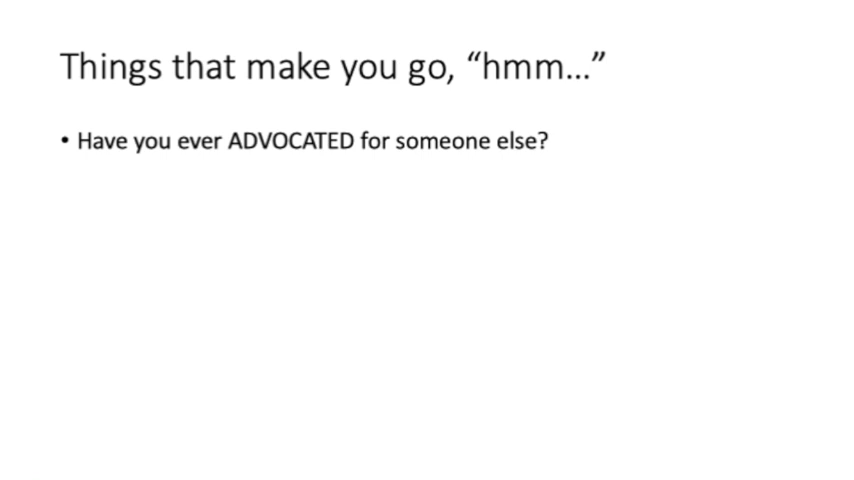 Things that make you go, “hmm...”
• Have you ever ADVOCATED for someone else?